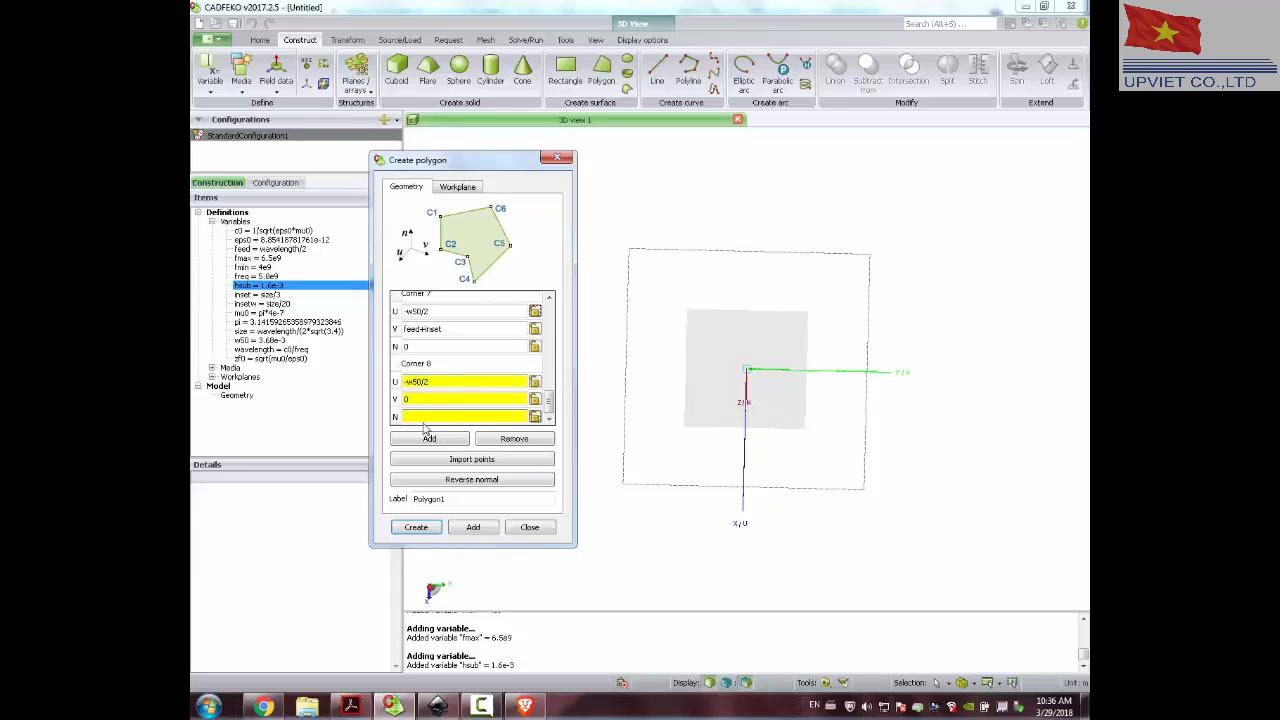 CADFEKO v2017.2.5 - [Untitled]
3D View
Search (Alt+S)
Home Construct Transform Source/Load Request Mesh Solve/Run Tools View Display options
Variable Media Field data Planes/ arrays Cuboid Flare Sphere Cylinder Cone Rectangle Polygon Line Polyline Elliptic arc Parabolic arc Union Subtract from Intersection Split Stitch Spin Loft
Define Structures Create solid Create surface Create curve Create arc Modify Extend
UPVIET CO.,LTD
Configurations
StandardConfiguration1
3D view 1
Construction Configuration
Items
Definitions
Variables
c0 = 1/sqrt(eps0*mu0)
eps0 = 8.85418781761e-12
feed = wavelength/2
fmax = 6.5e9
fmin = 4e9
freq = 5.8e9
hsub = 1.6e-3
inset = size/3
insetw = size/20
mu0 = pi*4e-7
pi = 3.14159265358979323846
size = wavelength/(2*sqrt(3.4))
w50 = 3.68e-3
wavelength = c0/freq
zf0 = sqrt(mu0/eps0)
Media
Workplanes
Model
Geometry
Details
Create polygon
Geometry Workplane
C1 C6
n
u v
C2 C5
C3
C4
Corner 7
U -w50/2
V feed+inset
N 0
Corner 8
U -w50/2
V 0
N
Add Remove
Import points
Reverse normal
Label Polygon1
Create Add Close
Y/V
Z/N
X/U
Y
X
Adding variable...
Added variable "fmax" = 6.5e9
Adding variable...
Added variable "hsub" = 1.6e-3
Display: Tools: Selection: Unit: m
EN
10:36 AM
3/29/2018